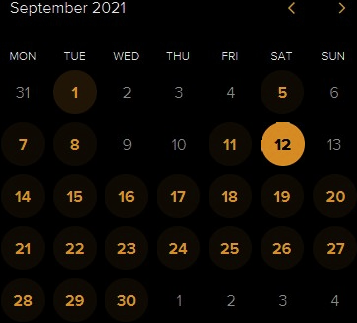 September 2021 < >
MON TUE WED THU FRI SAT SUN
31 1 2 3 4 5 6
7 8 9 10 11 12 13
14 15 16 17 18 19 20
21 22 23 24 25 26 27
28 29 30 1 2 3 4